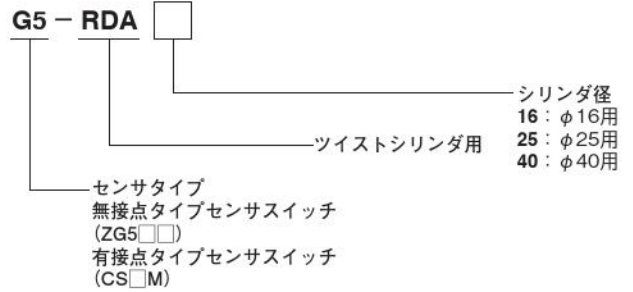 G5－RDA □
シリンダ径
16：φ16用
25：φ25用
40：φ40用
ツイストシリンダ用
センサタイプ
無接点タイプセンサスイッチ
(ZG5□□)
有接点タイプセンサスイッチ
(CS□M)